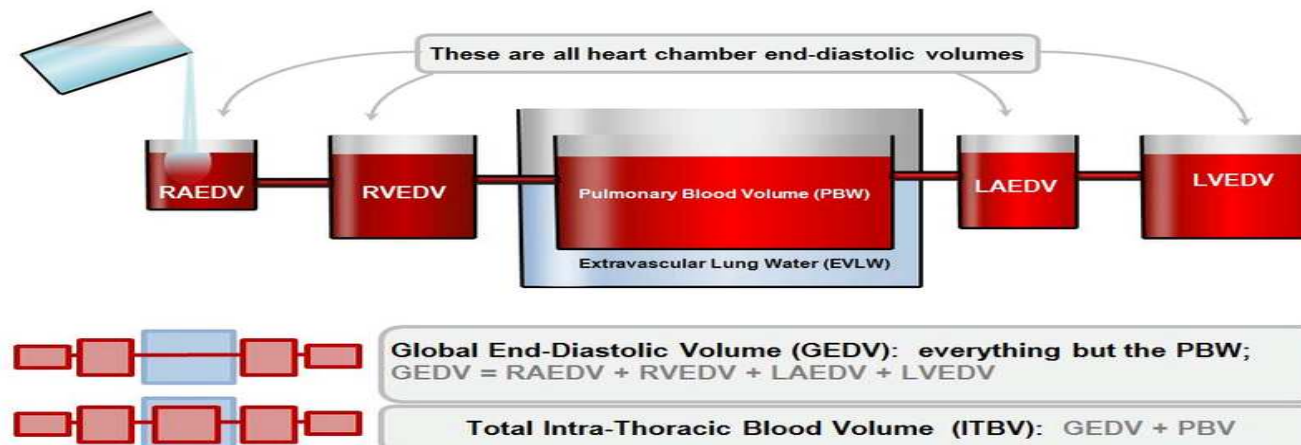 These are all heart chamber end-diastolic volumes
RAEDV
RVEDV
Pulmonary Blood Volume (PBW)
LAEDV
LVEDV
Extravascular Lung Water (EVLW)
Global End-Diastolic Volume (GEDV): everything but the PBW;
GEDV = RAEDV + RVEDV + LAEDV + LVEDV
Total Intra-Thoracic Blood Volume (ITBV): GEDV + PBV